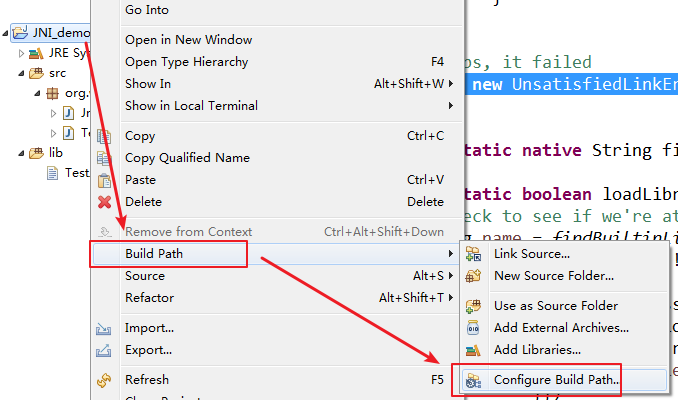 Go Into
JNI_demo
Open in New Window
JRE Sy
Open Type Hierarchy F4
os, it failed
src
Show In Alt+Shift+W
new UnsatisfiedLinkEr
org.
Show in Local Terminal
J
Te
Copy Ctrl+C
lib
Copy Qualified Name
tatic native String fi
Test
Paste Ctrl+V
Delete Delete
tatic boolean loadLibr
eck to see if we're at
Remove from Context Ctrl+Alt+Shift+Down
name = findBuiltinLi
Build Path
Link Source...
Source Alt+S
New Source Folder...
Refactor Alt+Shift+T
Use as Source Folder
Import...
Add External Archives...
Export...
Add Libraries...
Refresh F5
Configure Build Path...